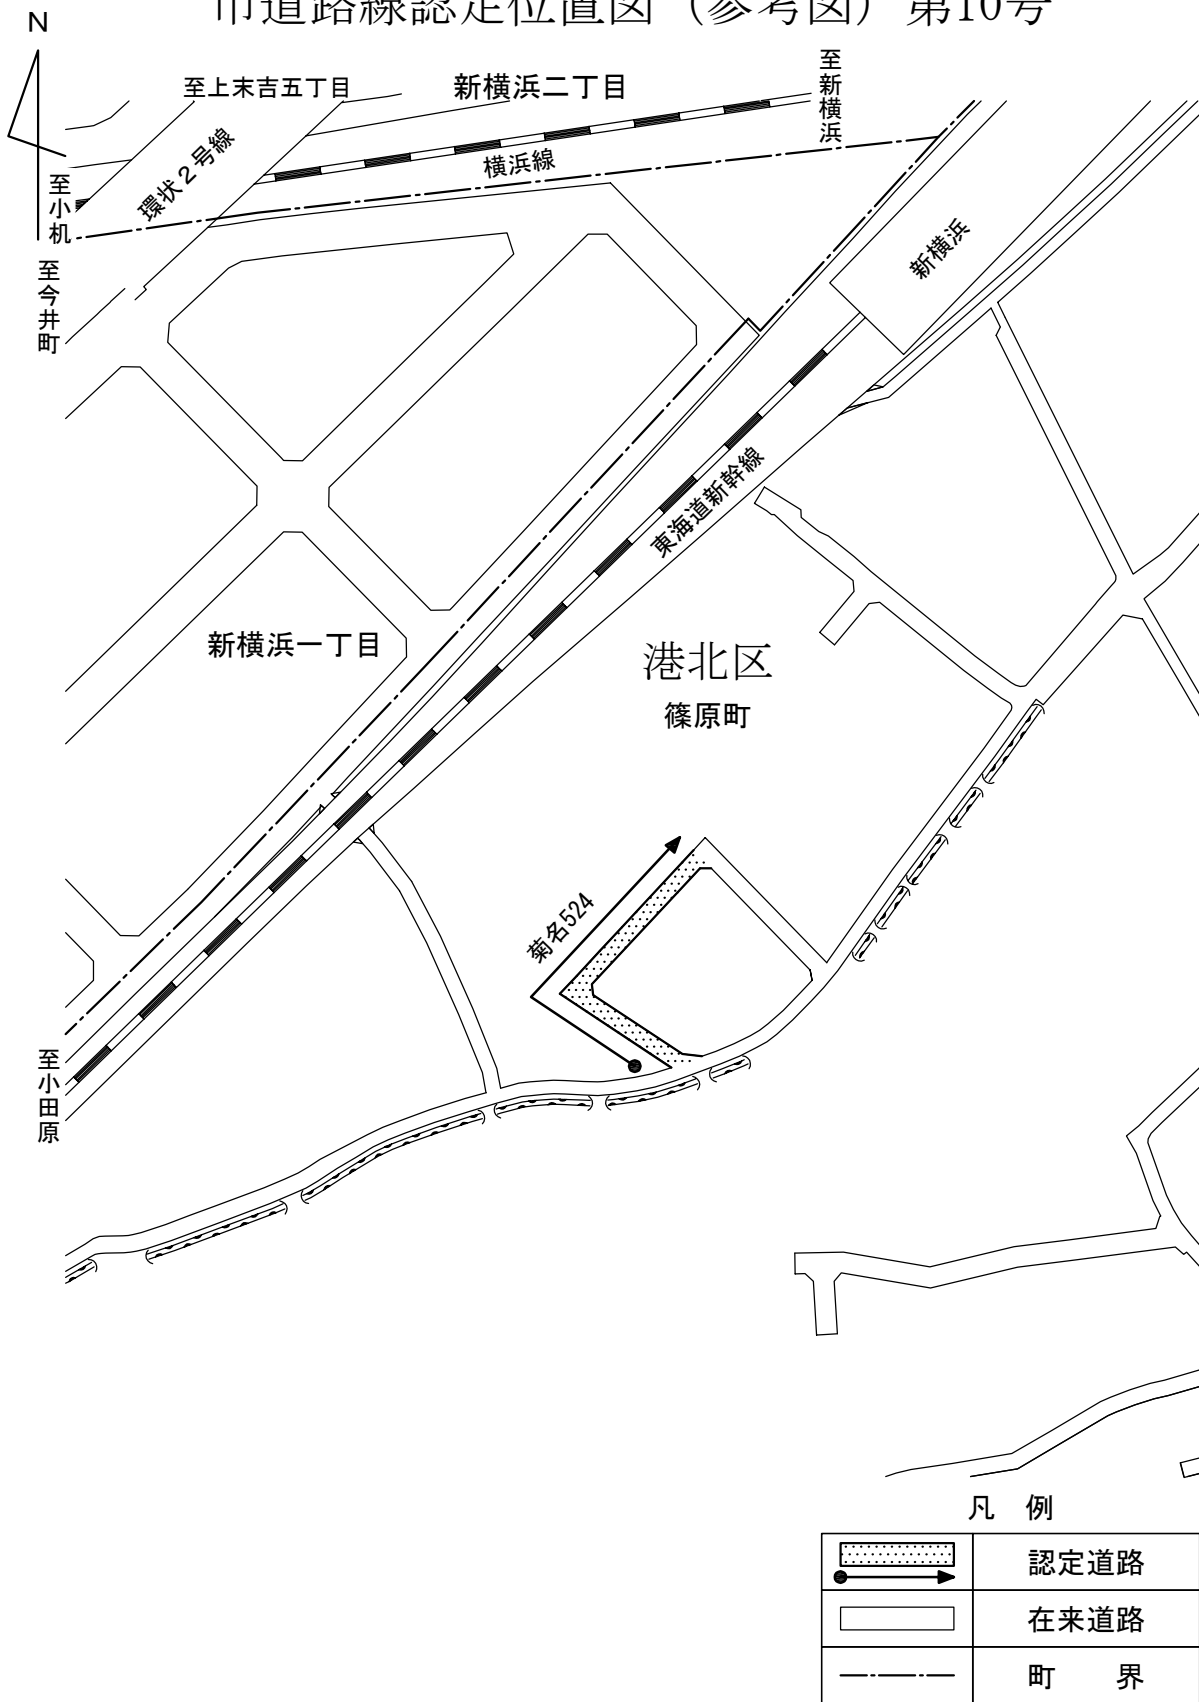 市道路線認定位置図（参考図）第10号
N
至上末吉五丁目
新横浜二丁目
至新横浜
環状２号線
横浜線
至小机
至今井町
新横浜
東海道新幹線
新横浜一丁目
港北区
篠原町
菊名524
至小田原
凡 例
認定道路
在来道路
町 界